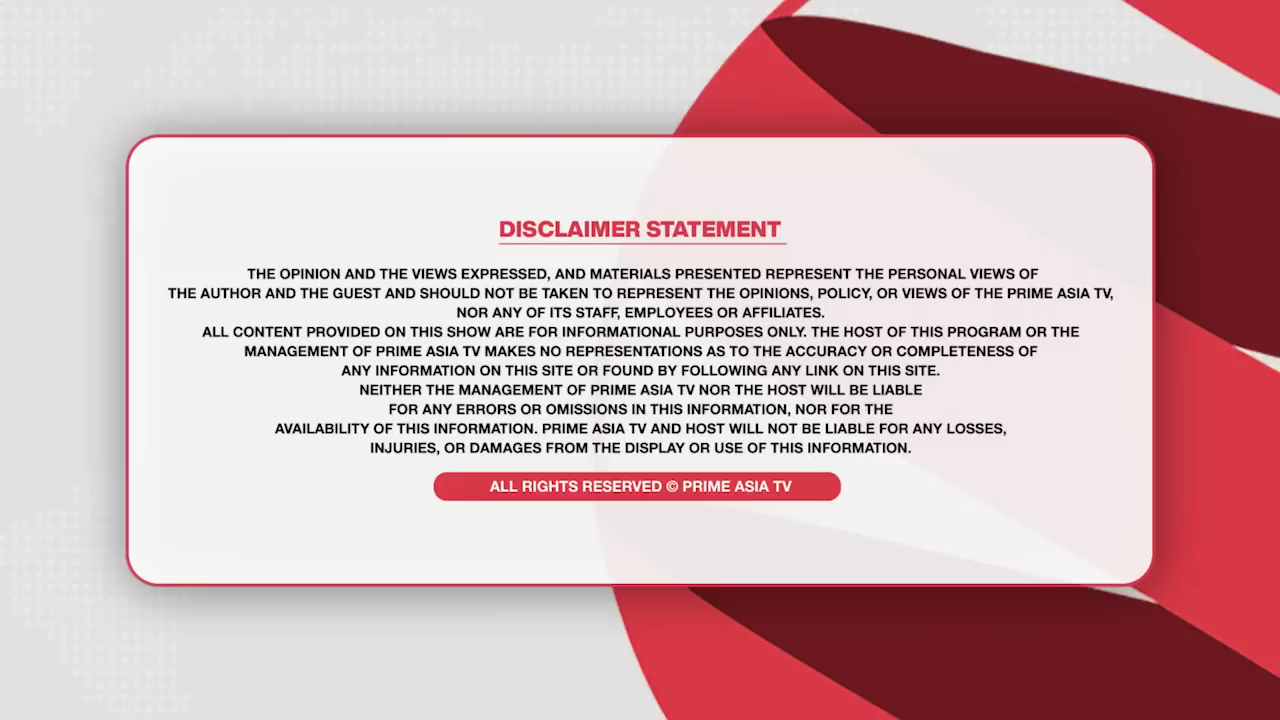 DISCLAIMER STATEMENT
THE OPINION AND THE VIEWS EXPRESSED, AND MATERIALS PRESENTED REPRESENT THE PERSONAL VIEWS OF
THE AUTHOR AND THE GUEST AND SHOULD NOT BE TAKEN TO REPRESENT THE OPINIONS, POLICY, OR VIEWS OF THE PRIME ASIA TV,
NOR ANY OF ITS STAFF, EMPLOYEES OR AFFILIATES.
ALL CONTENT PROVIDED ON THIS SHOW ARE FOR INFORMATIONAL PURPOSES ONLY. THE HOST OF THIS PROGRAM OR THE
MANAGEMENT OF PRIME ASIA TV MAKES NO REPRESENTATIONS AS TO THE ACCURACY OR COMPLETENESS OF
ANY INFORMATION ON THIS SITE OR FOUND BY FOLLOWING ANY LINK ON THIS SITE.
NEITHER THE MANAGEMENT OF PRIME ASIA TV NOR THE HOST WILL BE LIABLE
FOR ANY ERRORS OR OMISSIONS IN THIS INFORMATION, NOR FOR THE
AVAILABILITY OF THIS INFORMATION. PRIME ASIA TV AND HOST WILL NOT BE LIABLE FOR ANY LOSSES,
INJURIES, OR DAMAGES FROM THE DISPLAY OR USE OF THIS INFORMATION.
ALL RIGHTS RESERVED © PRIME ASIA TV